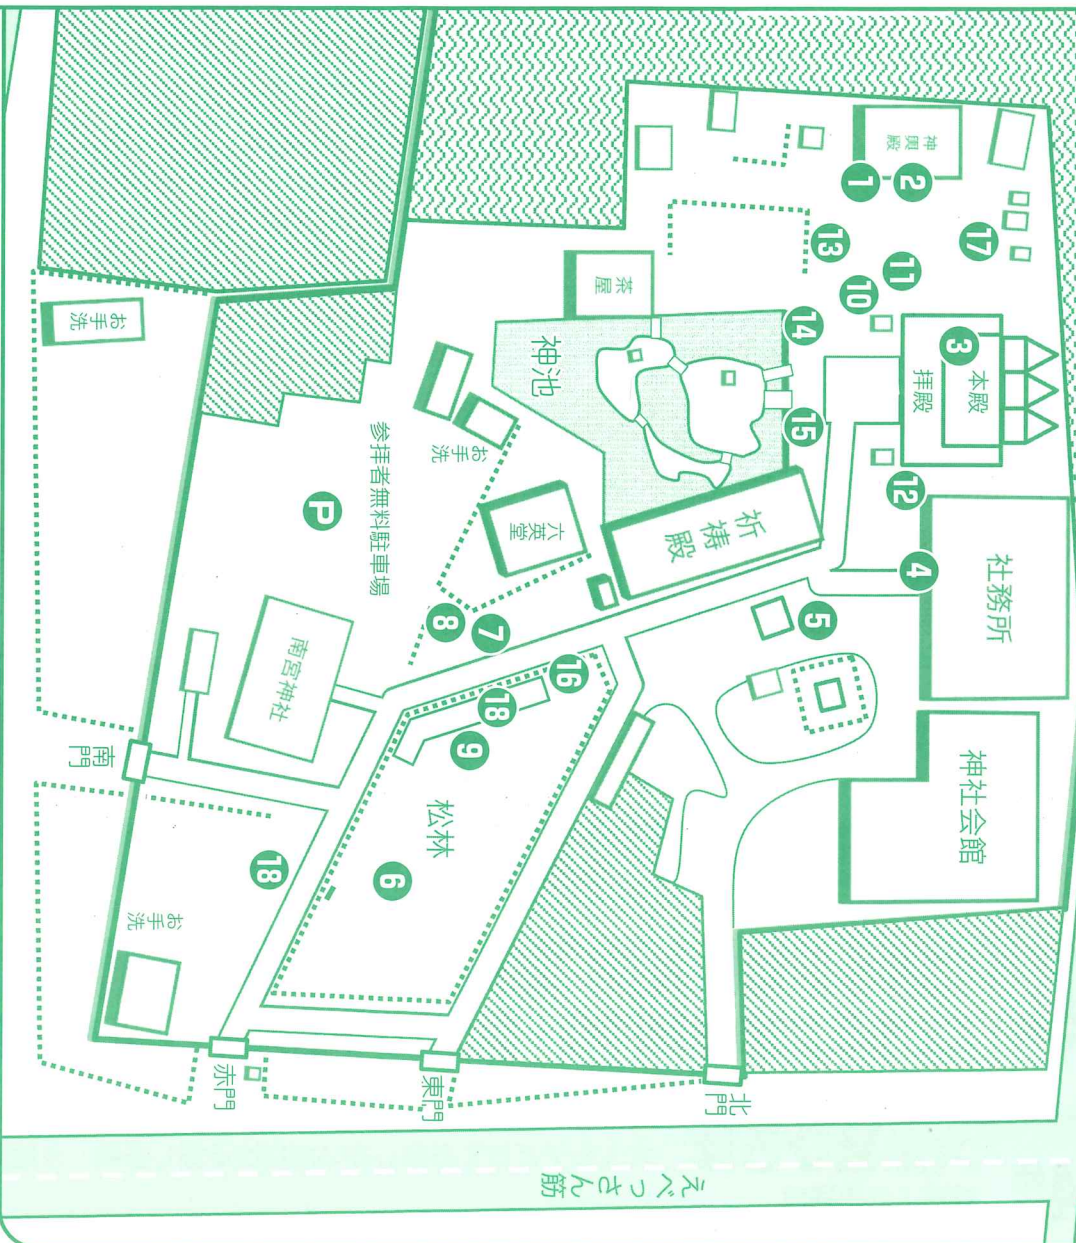 神輿殿
1
2
17
13
11
10
茶屋
14
3
本殿
拝殿
神池
15
12
お手洗
お手洗
参拝者無料駐車場
P
六英堂
祈祷殿
4
社務所
5
8
7
南宮神社
16
18
9
神社会館
松林
6
南門
18
お手洗
赤門
東門
北門
えべっさん筋